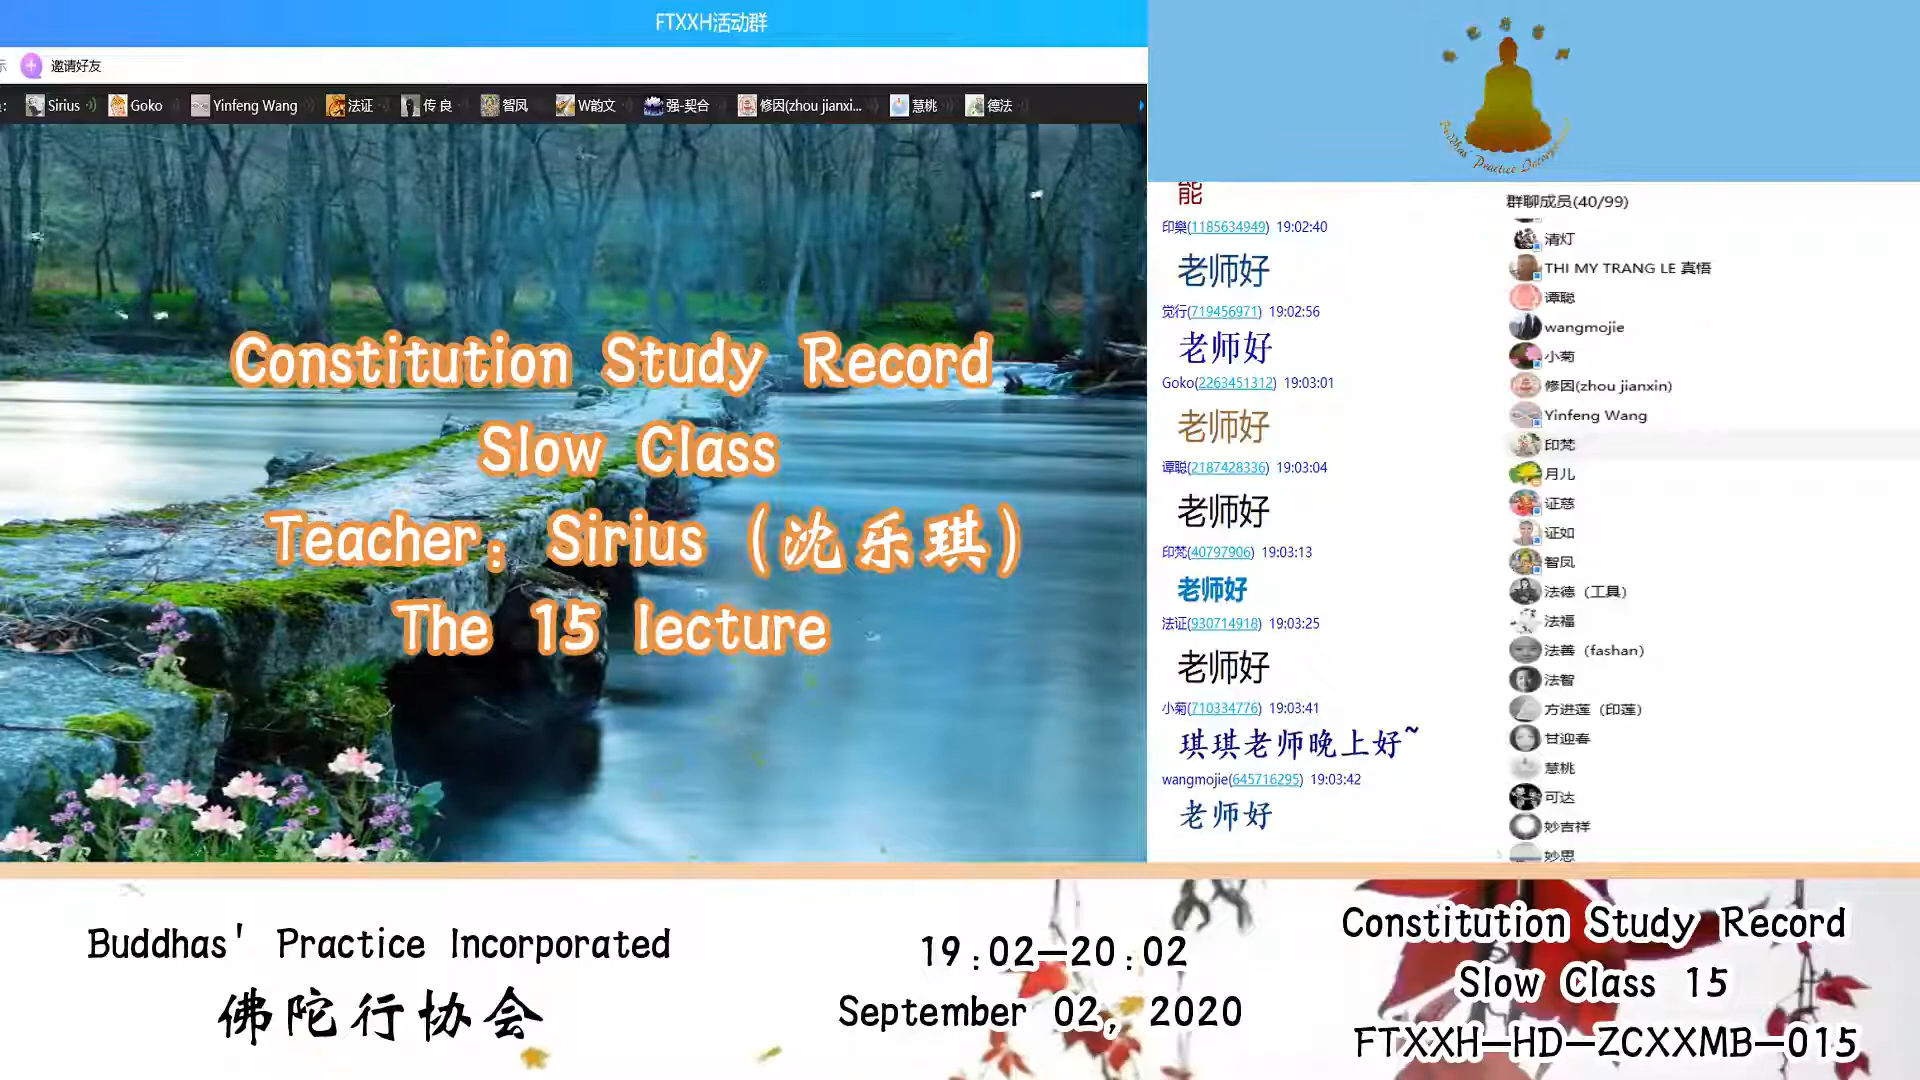 FTXXH活动群
示 邀请好友
Sirius Goko Yinfeng Wang 法证 传 良 智凤 W韵文 强-契合 修因(zhou jianxi... 慧桃 德法
Constitution Study Record
Slow Class
Teacher: Sirius (沈乐琪)
The 15 lecture
Buddhas' Practice Incorporated
能
印樂(1185634949) 19:02:40
老师好
觉行(719456971) 19:02:56
老师好
Goko(2263451312) 19:03:01
老师好
谭聪(2187428336) 19:03:04
老师好
印梵(40797906) 19:03:13
老师好
法证(930714918) 19:03:25
老师好
小菊(710334776) 19:03:41
琪琪老师晚上好~
wangmojie(645716295) 19:03:42
老师好
群聊成员(40/99)
清灯
THI MY TRANG LE 真悟
谭聪
wangmojie
小菊
修因(zhou jianxin)
Yinfeng Wang
印梵
月儿
证慈
证如
智凤
法德（工具）
法福
法善（fashan）
法智
方进莲（印莲）
甘迎春
慧桃
可达
妙吉祥
妙思
Buddhas' Practice Incorporated
佛陀行协会
19:02—20:02
September 02, 2020
Constitution Study Record
Slow Class 15
FTXXH—HD—ZCXXMB—015